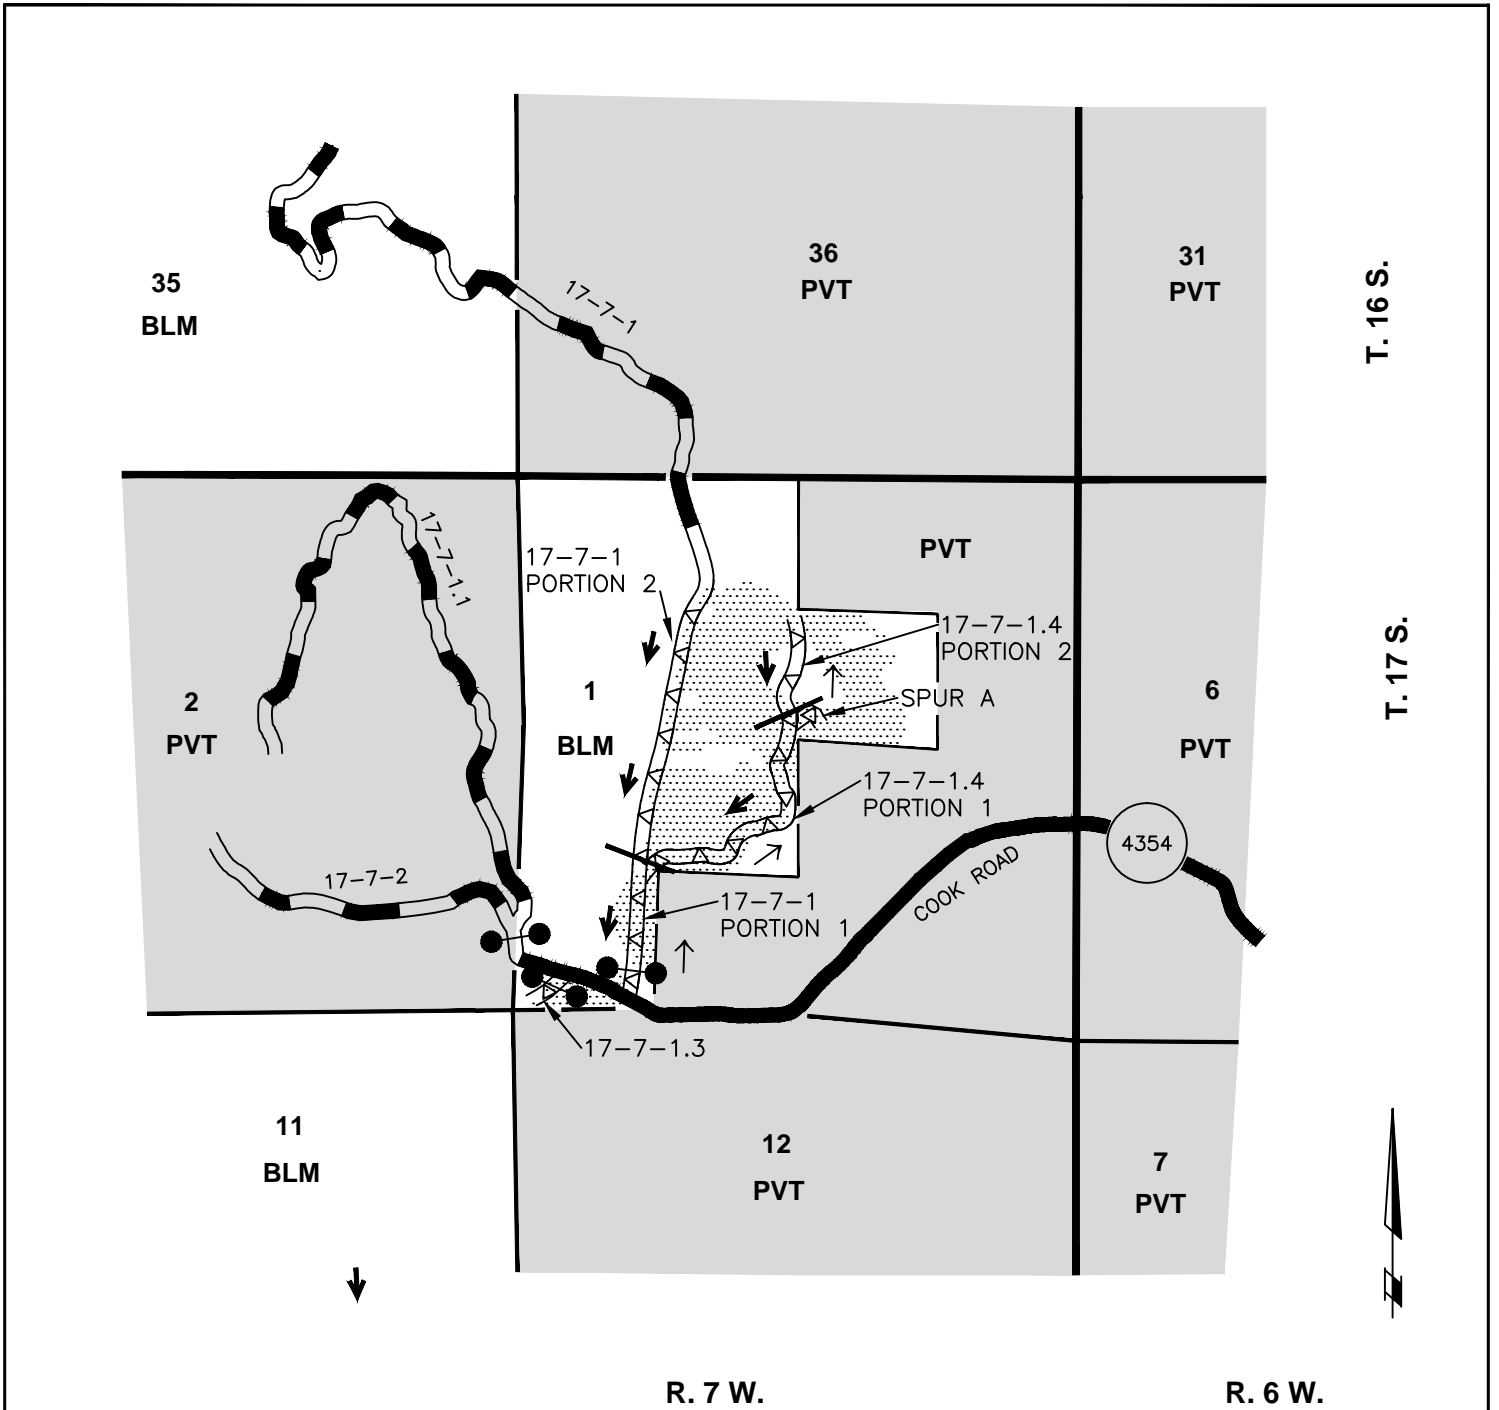 36
PVT
31
PVT
35
BLM
T. 16 S.
17-7-1
17-7-1.1
17-7-1
PORTION 2
PVT
17-7-1.4
PORTION 2
SPUR A
1
BLM
2
PVT
6
PVT
T. 17 S.
17-7-1.4
PORTION 1
4354
COOK ROAD
17-7-2
17-7-1
PORTION 1
17-7-1.3
11
BLM
12
PVT
7
PVT
R. 7 W.
R. 6 W.